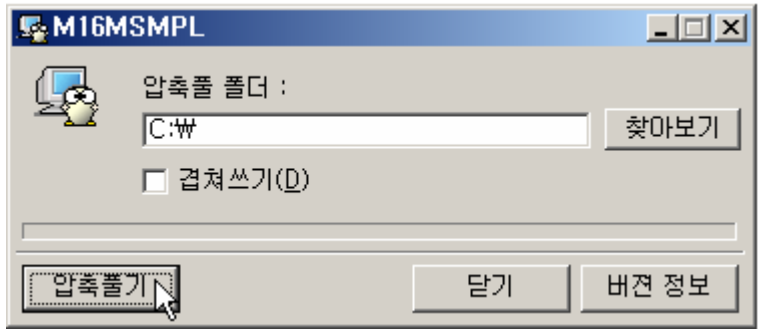 M16MSMPL
압축풀 폴더 :
C:₩
찾아보기
겹쳐쓰기(D)
압축풀기
닫기
버젼 정보